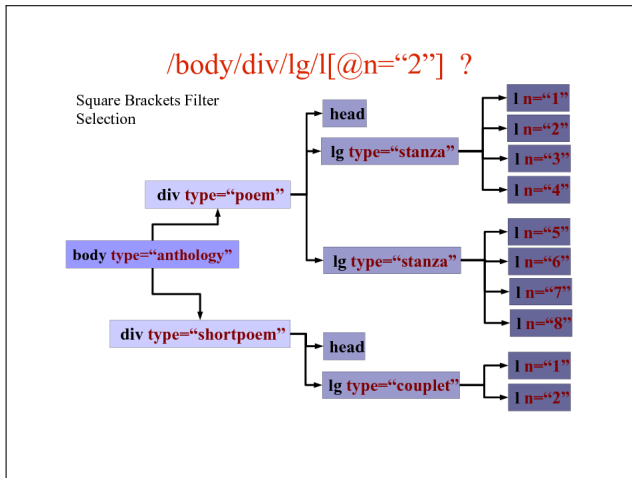 /body/div/lg/l[@n=“2”] ?
Square Brackets Filter
Selection
head
lg type=“stanza”
l n=“1”
l n=“2”
l n=“3”
l n=“4”
div type=“poem”
body type=“anthology”
lg type=“stanza”
l n=“5”
l n=“6”
l n=“7”
l n=“8”
div type=“shortpoem”
head
lg type=“couplet”
l n=“1”
l n=“2”